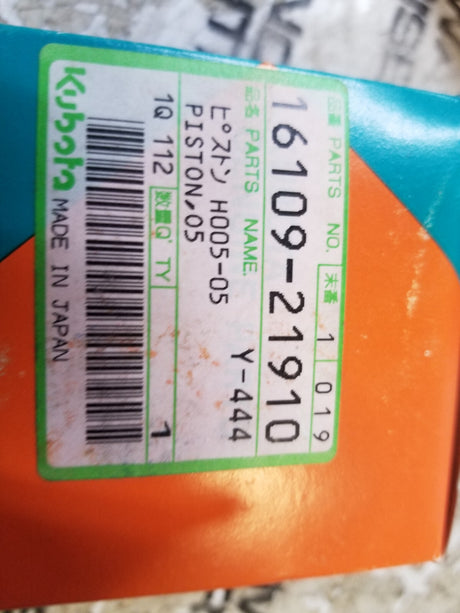 品番 PARTS NO. 末番 1 019
16109-21910
品名 PARTS NAME. Y-444
ピストン H005-05
PISTON,05
1Q 112 数量Q'TY 1
Kubota MADE IN JAPAN